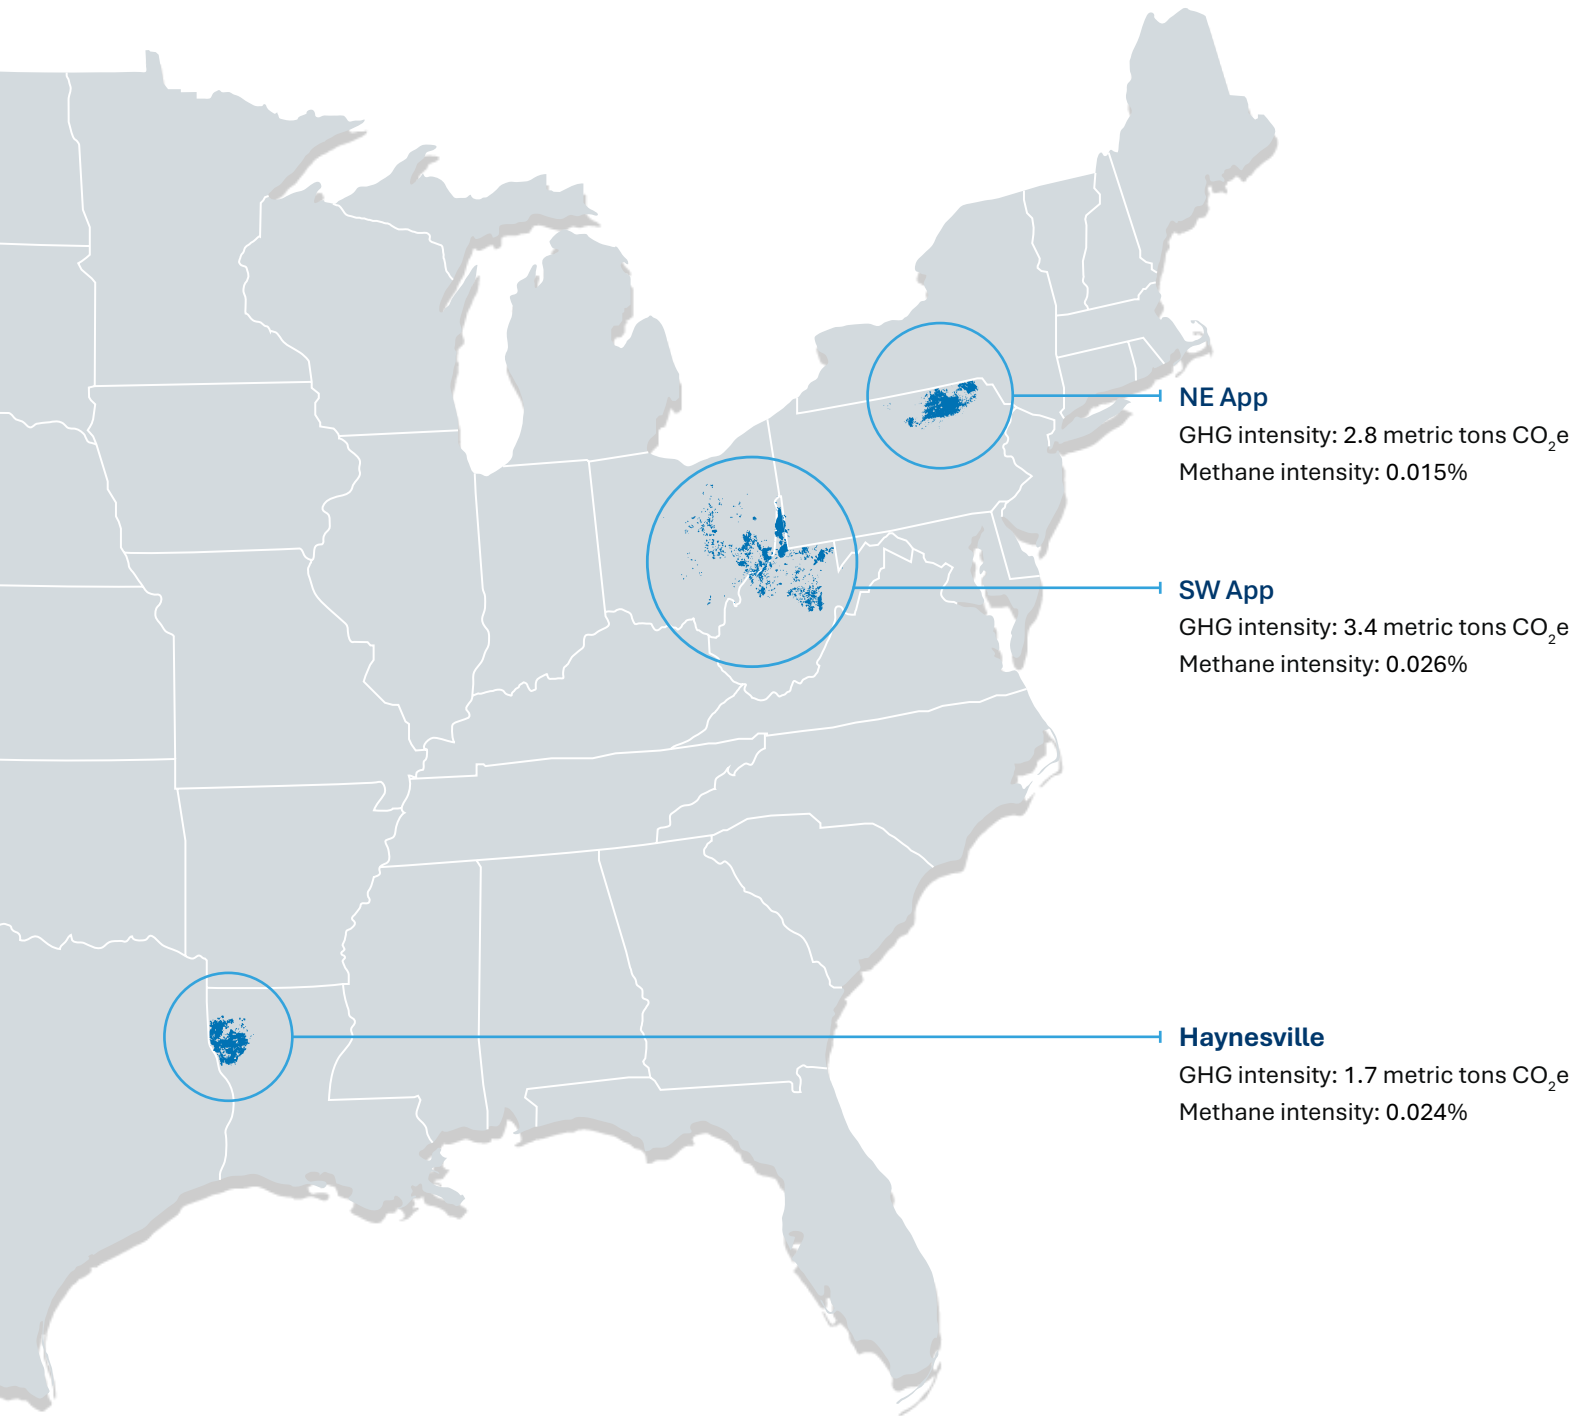 NE App
GHG intensity: 2.8 metric tons CO₂e
Methane intensity: 0.015%
SW App
GHG intensity: 3.4 metric tons CO₂e
Methane intensity: 0.026%
Haynesville
GHG intensity: 1.7 metric tons CO₂e
Methane intensity: 0.024%